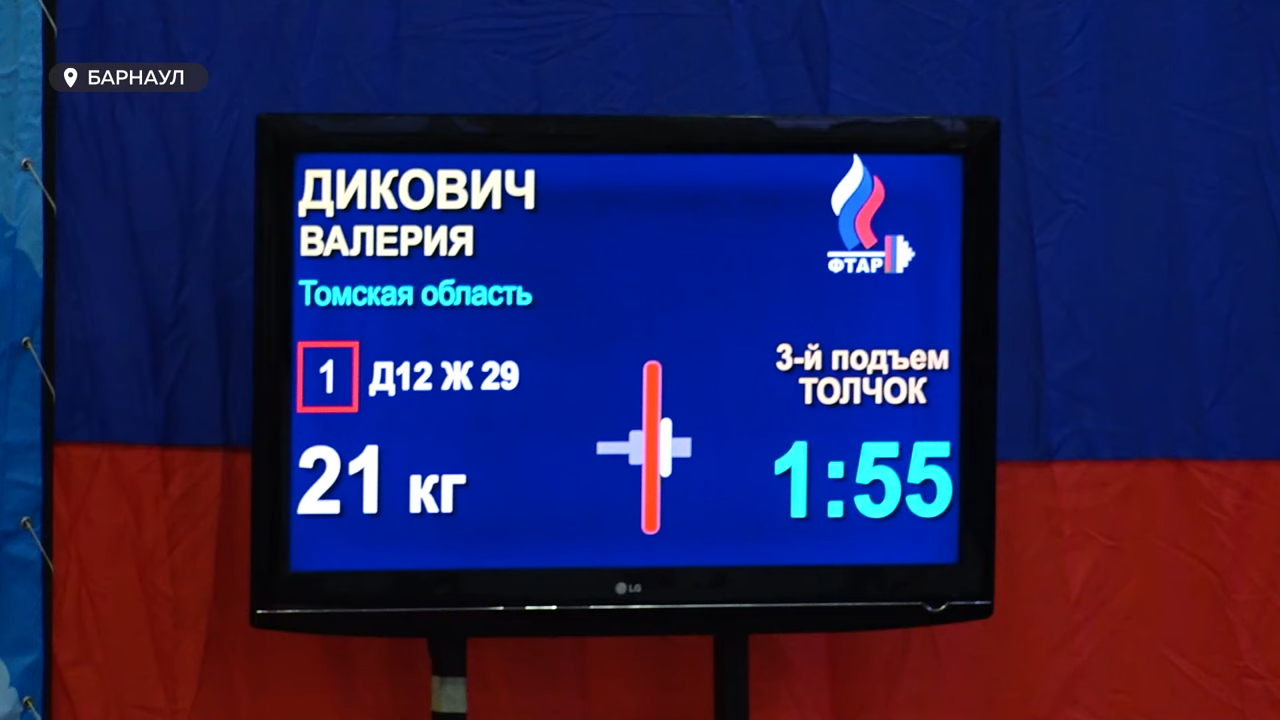 БАРНАУЛ
ДИКОВИЧ
ВАЛЕРИЯ
Томская область
ФТАР
1 Д12 Ж 29
3-й подъем
ТОЛЧОК
21 кг
1:55
LG